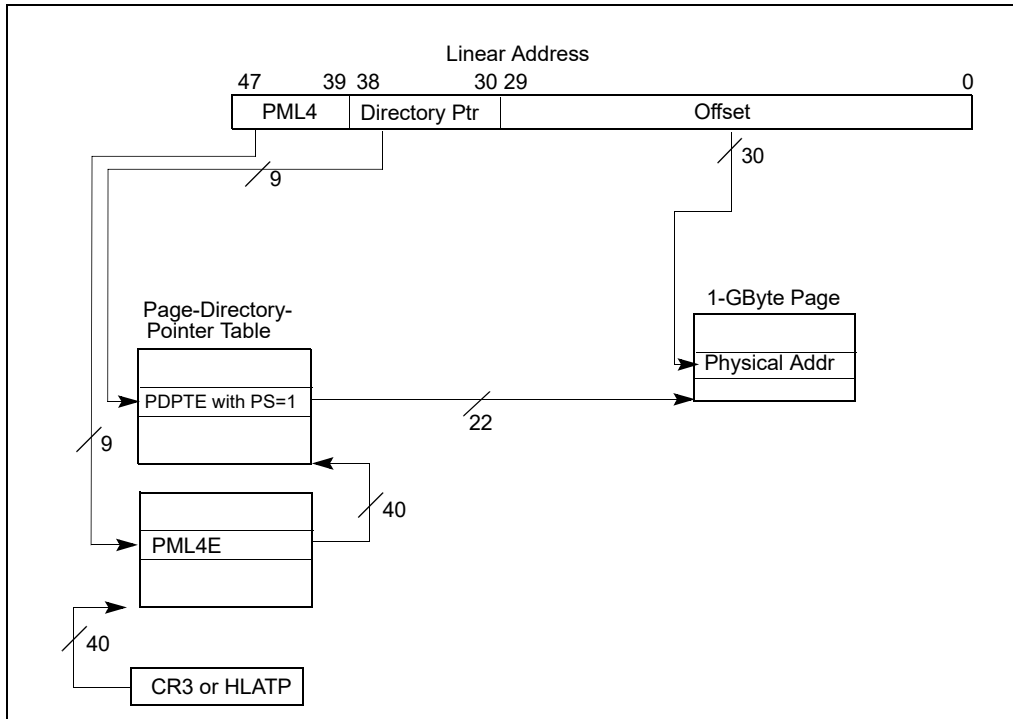 Linear Address
47 39 38 30 29 0
PML4 Directory Ptr Offset
9
30
1-GByte Page
Page-Directory-
Pointer Table
Physical Addr
PDPTE with PS=1
22
9
40
PML4E
40
CR3 or HLATP